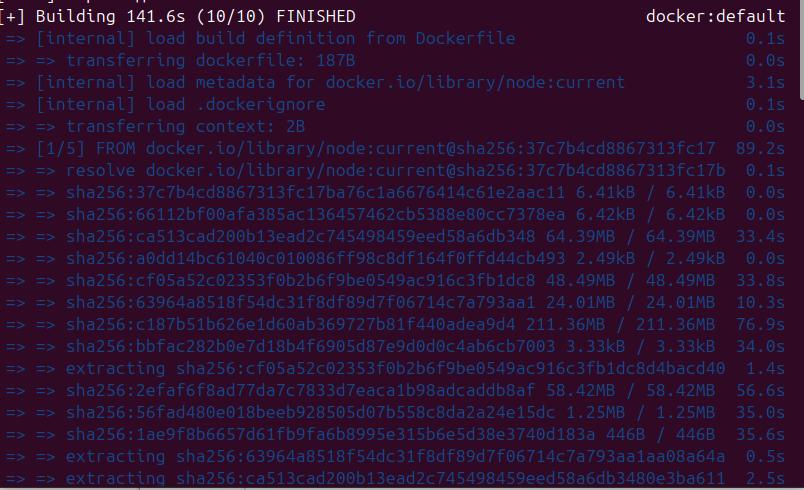 [+] Building 141.6s (10/10) FINISHED docker:default
=> [internal] load build definition from Dockerfile 0.1s
=> => transferring dockerfile: 187B 0.0s
=> [internal] load metadata for docker.io/library/node:current 3.1s
=> [internal] load .dockerignore 0.1s
=> => transferring context: 2B 0.0s
=> [1/5] FROM docker.io/library/node:current@sha256:37c7b4cd8867313fc17 89.2s
=> => resolve docker.io/library/node:current@sha256:37c7b4cd8867313fc17b 0.1s
=> => sha256:37c7b4cd8867313fc17ba76c1a6676414c61e2aac11 6.41kB / 6.41kB 0.0s
=> => sha256:66112bf00afa385ac136457462cb5388e80cc7378ea 6.42kB / 6.42kB 0.0s
=> => sha256:ca513cad200b13ead2c745498459eed58a6db348 64.39MB / 64.39MB 33.4s
=> => sha256:a0dd14bc61040c010086ff98c8df164f0ffd44cb493 2.49kB / 2.49kB 0.0s
=> => sha256:cf05a52c02353f0b2b6f9be0549ac916c3fb1dc8 48.49MB / 48.49MB 33.8s
=> => sha256:63964a8518f54dc31f8df89d7f06714c7a793aa1 24.01MB / 24.01MB 10.3s
=> => sha256:c187b51b626e1d60ab369727b81f440adea9d4 211.36MB / 211.36MB 76.9s
=> => sha256:bbfac282b0e7d18b4f6905d87e9d0d0c4ab6cb7003 3.33kB / 3.33kB 34.0s
=> => extracting sha256:cf05a52c02353f0b2b6f9be0549ac916c3fb1dc8d4bacd40 1.4s
=> => sha256:2efaf6f8ad77da7c7833d7eaca1b98adcaddb8af 58.42MB / 58.42MB 56.6s
=> => sha256:56fad480e018beeb928505d07b558c8da2a24e15dc 1.25MB / 1.25MB 35.0s
=> => sha256:1ae9f8b6657d61fb9fa6b8995e315b6e5d38e3740d183a 446B / 446B 35.6s
=> => extracting sha256:63964a8518f54dc31f8df89d7f06714c7a793aa1aa08a64a 0.5s
=> => extracting sha256:ca513cad200b13ead2c745498459eed58a6db3480e3ba611 2.5s